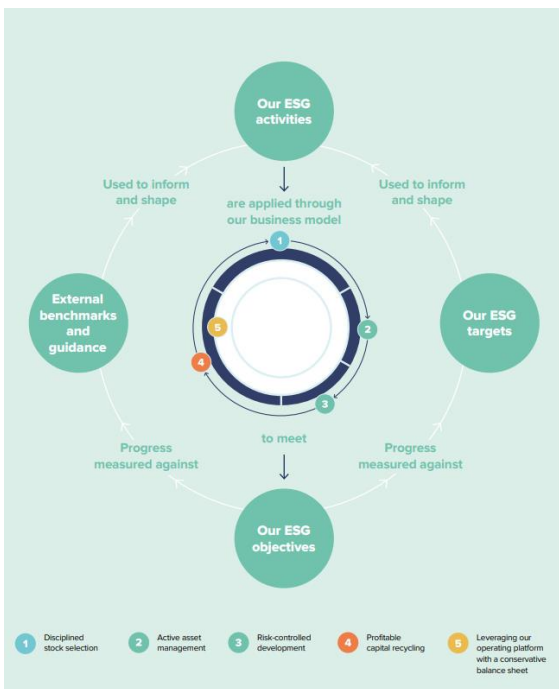 Our ESG
activities
Used to inform
and shape
Used to inform
and shape
are applied through
our business model
1
External
benchmarks
and
guidance
5
2
Our ESG
targets
4
3
to meet
Progress
measured against
Progress
measured against
Our ESG
objectives
1
Disciplined
stock selection
2
Active asset
management
3
Risk-controlled
development
4
Profitable
capital recycling
5
Leveraging our
operating platform
with a conservative
balance sheet